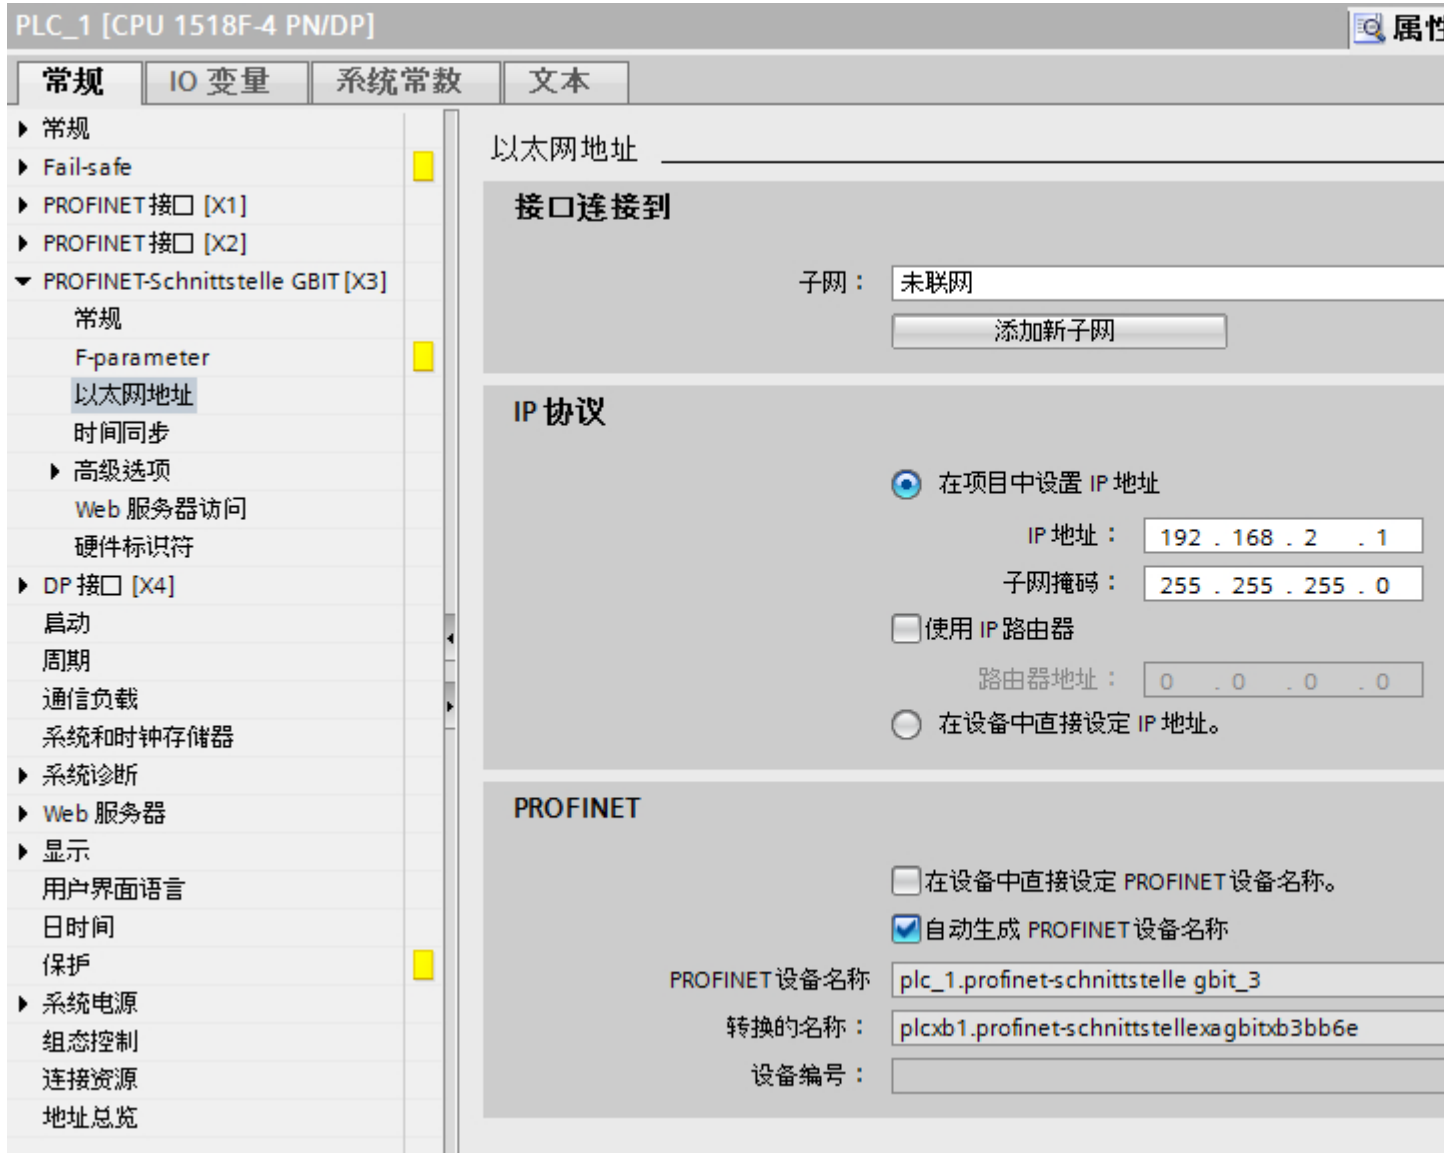 PLC_1 [CPU 1518F-4 PN/DP]
属性
常规
IO 变量
系统常数
文本
常规
Fail-safe
PROFINET接口 [X1]
PROFINET接口 [X2]
PROFINET-Schnittstelle GBIT [X3]
常规
F-parameter
以太网地址
时间同步
高级选项
Web 服务器访问
硬件标识符
DP 接口 [X4]
启动
周期
通信负载
系统和时钟存储器
系统诊断
Web 服务器
显示
用户界面语言
日时间
保护
系统电源
组态控制
连接资源
地址总览
以太网地址
接口连接到
子网：
未联网
添加新子网
IP 协议
在项目中设置 IP 地址
IP 地址：
192 . 168 . 2 . 1
子网掩码：
255 . 255 . 255 . 0
使用 IP 路由器
路由器地址：
0 . 0 . 0 . 0
在设备中直接设定 IP 地址。
PROFINET
在设备中直接设定 PROFINET 设备名称。
自动生成 PROFINET 设备名称
PROFINET 设备名称
plc_1.profinet-schnittstelle gbit_3
转换的名称：
plcxb1.profinet-schnittstellexagbitxb3bb6e
设备编号：